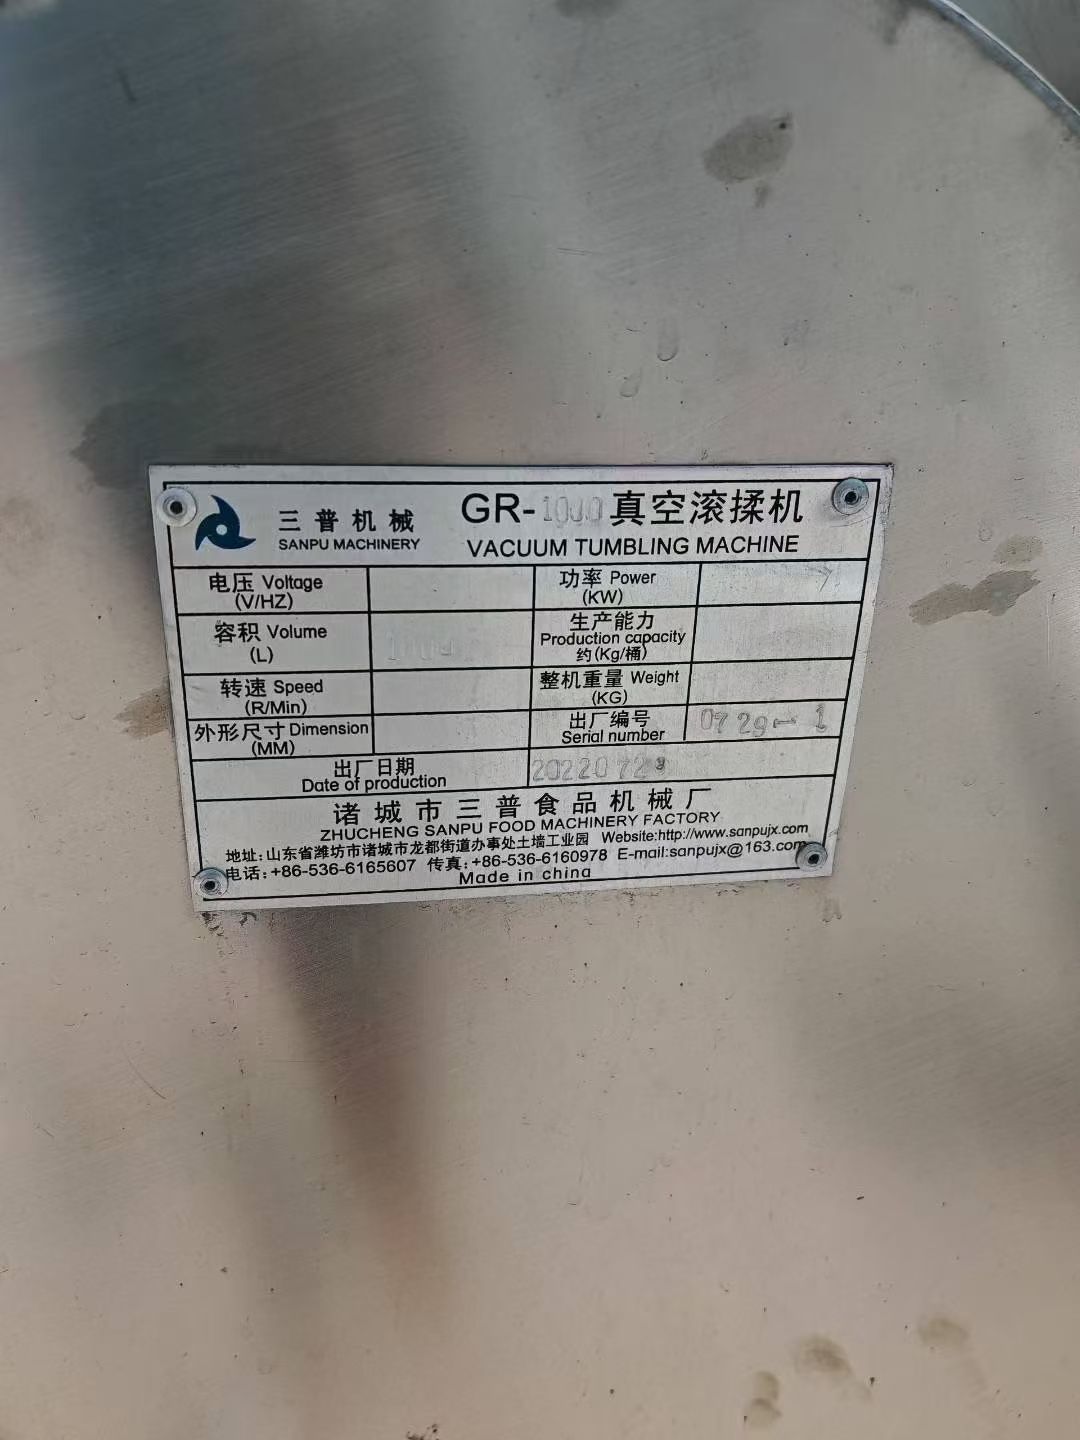 三普机械 GR-1000真空滚揉机
SANPU MACHINERY VACUUM TUMBLING MACHINE
电压 Voltage (V/HZ) 功率 Power (KW) 7
容积 Volume (L) 生产能力 Production capacity 约(Kg/桶)
转速 Speed (R/Min) 整机重量 Weight (KG)
外形尺寸 Dimension (MM) 出厂编号 Serial number 0729-1
出厂日期 Date of production 20220729
诸城市三普食品机械厂
ZHUCHENG SANPU FOOD MACHINERY FACTORY
地址:山东省潍坊市诸城市龙都街道办事处土墙工业园 Website:http://www.sanpujx.com
电话:+86-536-6165607 传真:+86-536-6160978 E-mail:sanpujx@163.com
Made in china